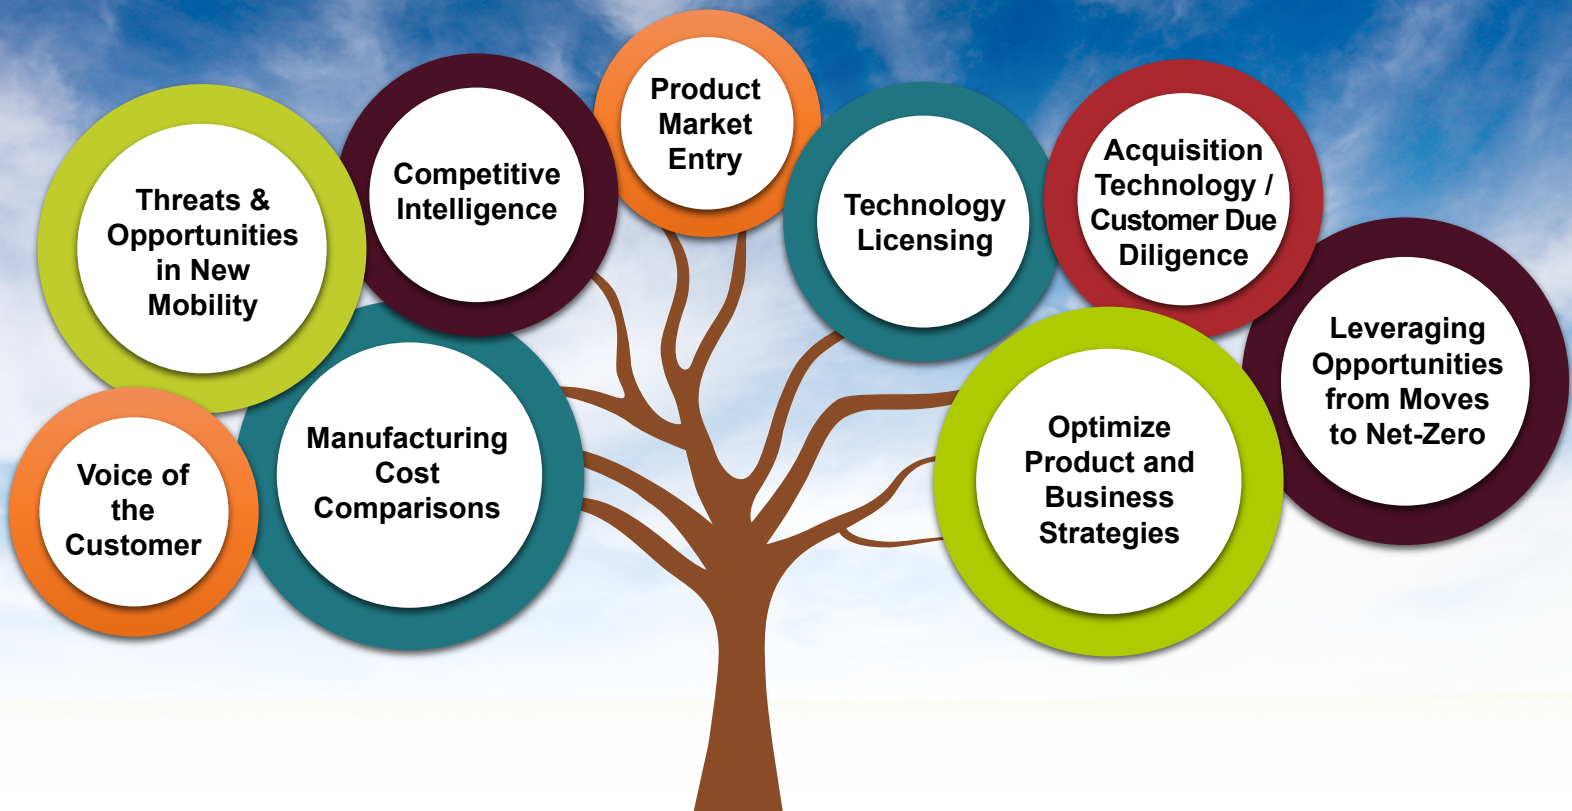 Threats &
Opportunities
in New
Mobility
Competitive
Intelligence
Product
Market
Entry
Technology
Licensing
Acquisition
Technology /
Customer Due
Diligence
Leveraging
Opportunities
from Moves
to Net-Zero
Voice of
the
Customer
Manufacturing
Cost
Comparisons
Optimize
Product and
Business
Strategies